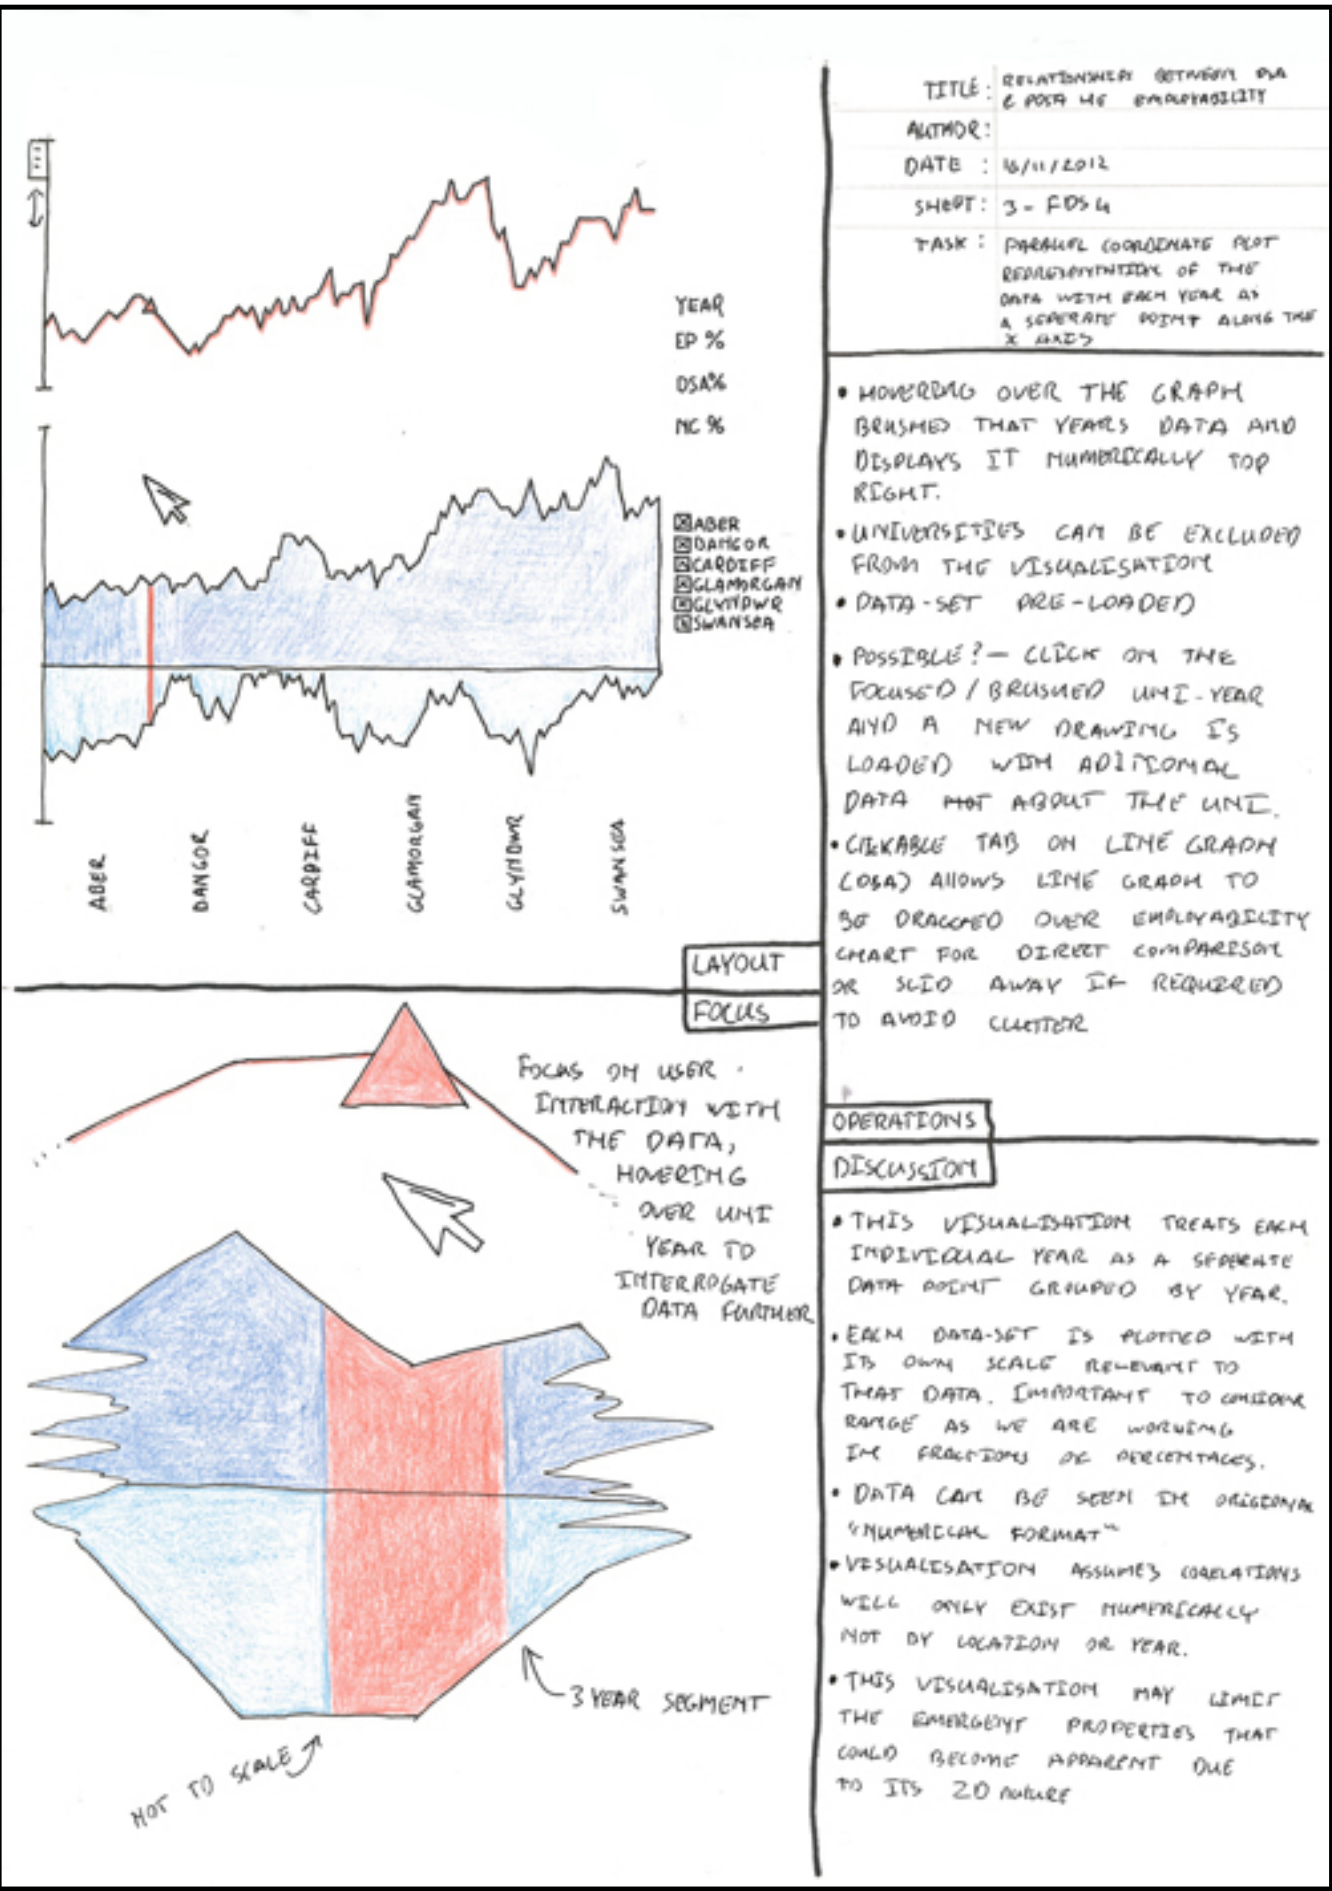 TITLE: RELATIONSHIPS BETWEEN DSA
& POST HE EMPLOYABILITY
AUTHOR:
DATE : 16/11/2012
SHEET: 3 - FDS 4
TASK : PARALLEL COORDINATE PLOT
REPRESENTATION OF THE
DATA WITH EACH YEAR AS
A SEPERATE POINT ALONG THE
X AXIS
YEAR
EP %
DSA%
NC %
ABER
BANGOR
CARDIFF
GLAMORGAN
GLYNDWR
SWANSEA
ABER
BANGOR
CARDIFF
GLAMORGAN
GLYNDWR
SWANSEA
LAYOUT
FOCUS
FOCUS ON USER
INTERACTION WITH
THE DATA,
HOVERING
OVER UNI
YEAR TO
INTERROGATE
DATA FURTHER
3 YEAR SEGMENT
NOT TO SCALE
• HOVERING OVER THE GRAPH
BRUSHED THAT YEARS DATA AND
DISPLAYS IT NUMERICALLY TOP
RIGHT.
• UNIVERSITIES CAN BE EXCLUDED
FROM THE VISUALISATION
• DATA-SET PRE-LOADED
• POSSIBLE? - CLICK ON THE
FOCUSED / BRUSHED UNI-YEAR
AND A NEW DRAWING IS
LOADED WITH ADITIONAL
DATA ABOUT THE UNI.
• CLICKABLE TAB ON LINE GRAPH
(DSA) ALLOWS LINE GRAPH TO
BE DRAGGED OVER EMPLOYABILITY
CHART FOR DIRECT COMPARISON
OR SLID AWAY IF REQUIRED
TO AVOID CLUTTER
OPERATIONS
DISCUSSION
• THIS VISUALISATION TREATS EACH
INDIVIDUAL YEAR AS A SEPERATE
DATA POINT GROUPED BY YEAR.
• EACH DATA-SET IS PLOTTED WITH
ITS OWN SCALE RELEVANT TO
THAT DATA. IMPORTANT TO CONSIDER
RANGE AS WE ARE WORKING
IN FRACTIONS OF PERCENTAGES.
• DATA CAN BE SEEN IN ORIGIONAL
"NUMERICAL FORMAT"
• VISUALISATION ASSUMES CORELATIONS
WILL ONLY EXIST NUMERICALLY
NOT BY LOCATION OR YEAR.
• THIS VISUALISATION MAY LIMIT
THE EMERGENT PROPERTIES THAT
COULD BECOME APPARENT DUE
TO ITS 2D NATURE